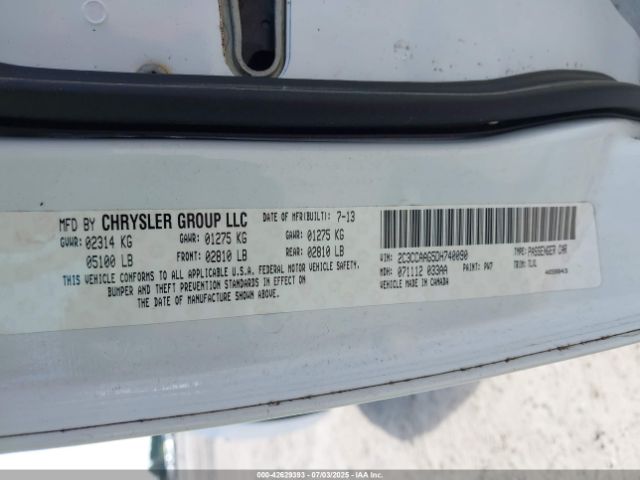 MFD BY CHRYSLER GROUP LLC DATE OF MFR(BUILT): 7-13
GVWR: 02314 KG GAWR: 01275 KG GAWR: 01275 KG
05100 LB FRONT: 02810 LB REAR: 02810 LB
THIS VEHICLE CONFORMS TO ALL APPLICABLE U.S.A. FEDERAL MOTOR VEHICLE SAFETY,
BUMPER AND THEFT PREVENTION STANDARDS IN EFFECT ON
THE DATE OF MANUFACTURE SHOWN ABOVE.
VIN: 2C3CCAAG5DH740090 TYPE: PASSENGER CAR
MDH: 071112 033AA PAINT: PW7 TRIM:
VEHICLE MADE IN CANADA
00-42629393 | 07/03/2025 | IAA